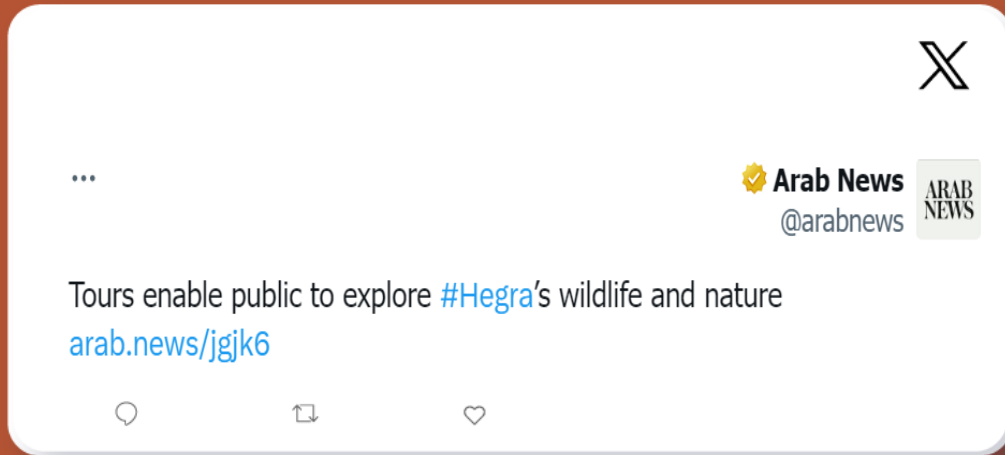 Arab News
@arabnews
ARAB
NEWS
Tours enable public to explore #Hegra’s wildlife and nature
arab.news/jgjk6